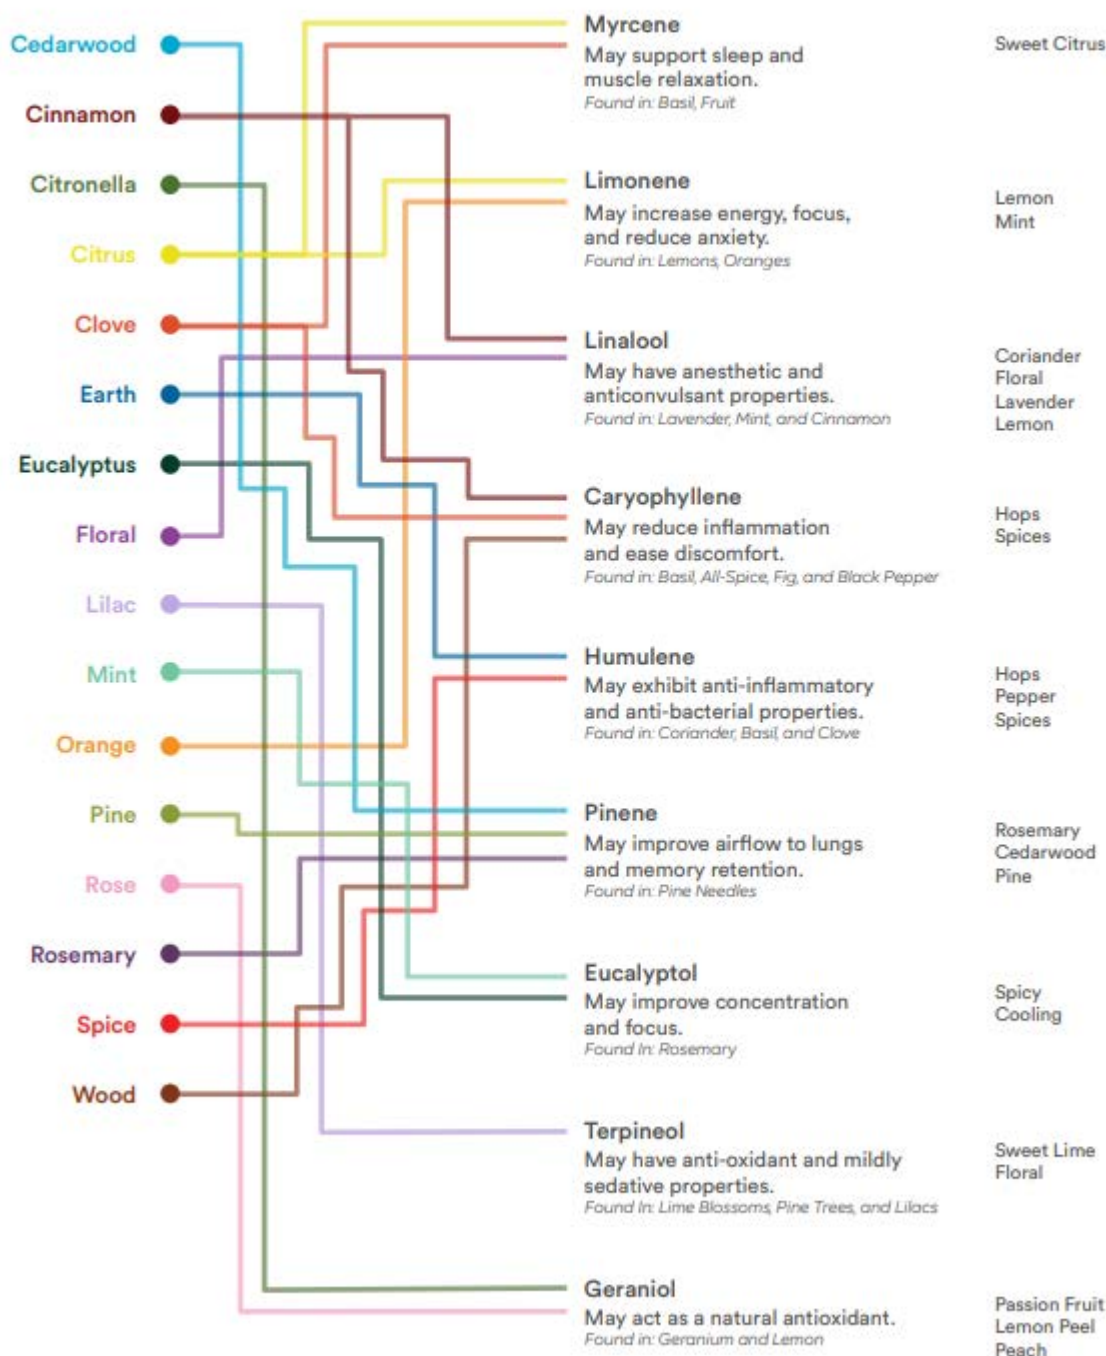 Cedarwood
Cinnamon
Citronella
Citrus
Clove
Earth
Eucalyptus
Floral
Lilac
Mint
Orange
Pine
Rose
Rosemary
Spice
Wood
Myrcene
May support sleep and
muscle relaxation.
Found in: Basil, Fruit
Sweet Citrus
Limonene
May increase energy, focus,
and reduce anxiety.
Found in: Lemons, Oranges
Lemon
Mint
Linalool
May have anesthetic and
anticonvulsant properties.
Found in: Lavender, Mint, and Cinnamon
Coriander
Floral
Lavender
Lemon
Caryophyllene
May reduce inflammation
and ease discomfort.
Found in: Basil, All-Spice, Fig, and Black Pepper
Hops
Spices
Humulene
May exhibit anti-inflammatory
and anti-bacterial properties.
Found in: Coriander, Basil, and Clove
Hops
Pepper
Spices
Pinene
May improve airflow to lungs
and memory retention.
Found in: Pine Needles
Rosemary
Cedarwood
Pine
Eucalyptol
May improve concentration
and focus.
Found In: Rosemary
Spicy
Cooling
Terpineol
May have anti-oxidant and mildly
sedative properties.
Found In: Lime Blossoms, Pine Trees, and Lilacs
Sweet Lime
Floral
Geraniol
May act as a natural antioxidant.
Found in: Geranium and Lemon
Passion Fruit
Lemon Peel
Peach